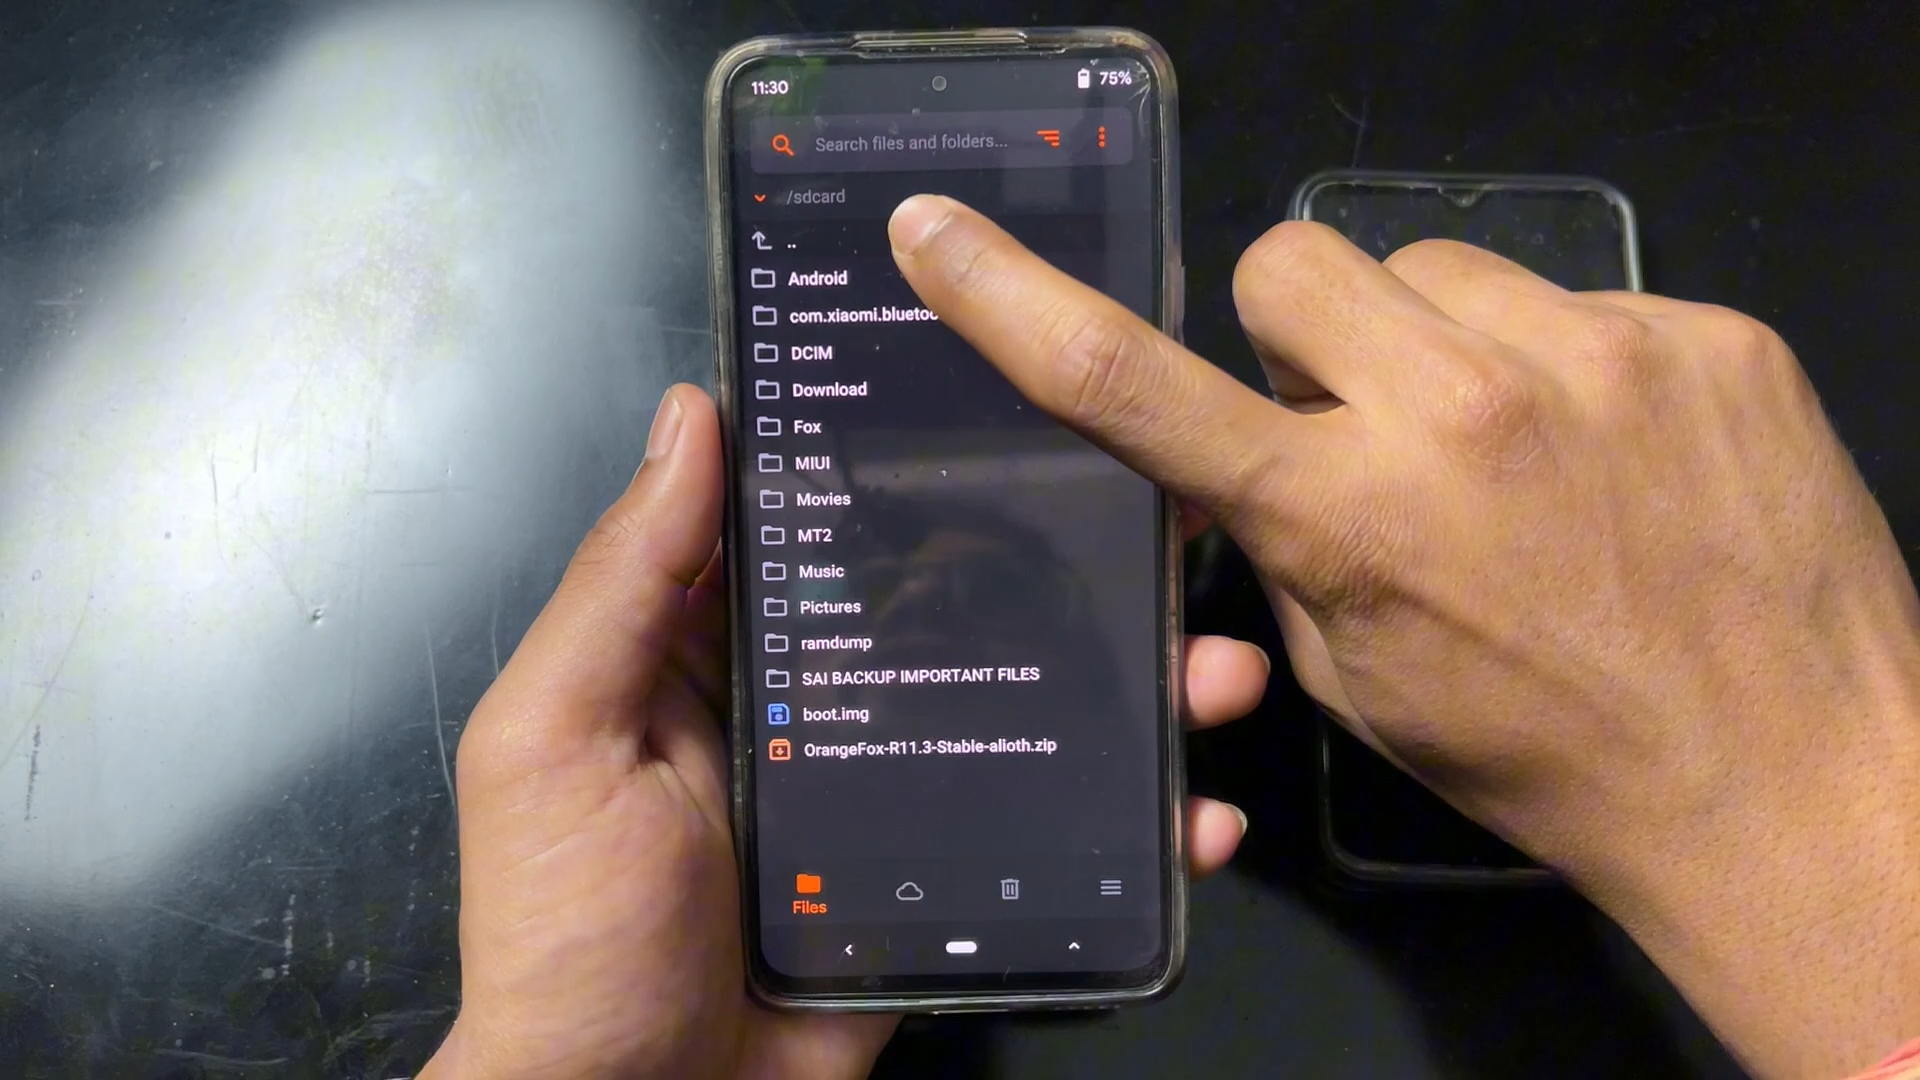 11:30
75%
Search files and folders...
/sdcard
..
Android
com.xiaomi.bluetoo
DCIM
Download
Fox
MIUI
Movies
MT2
Music
Pictures
ramdump
SAI BACKUP IMPORTANT FILES
boot.img
OrangeFox-R11.3-Stable-alioth.zip
Files